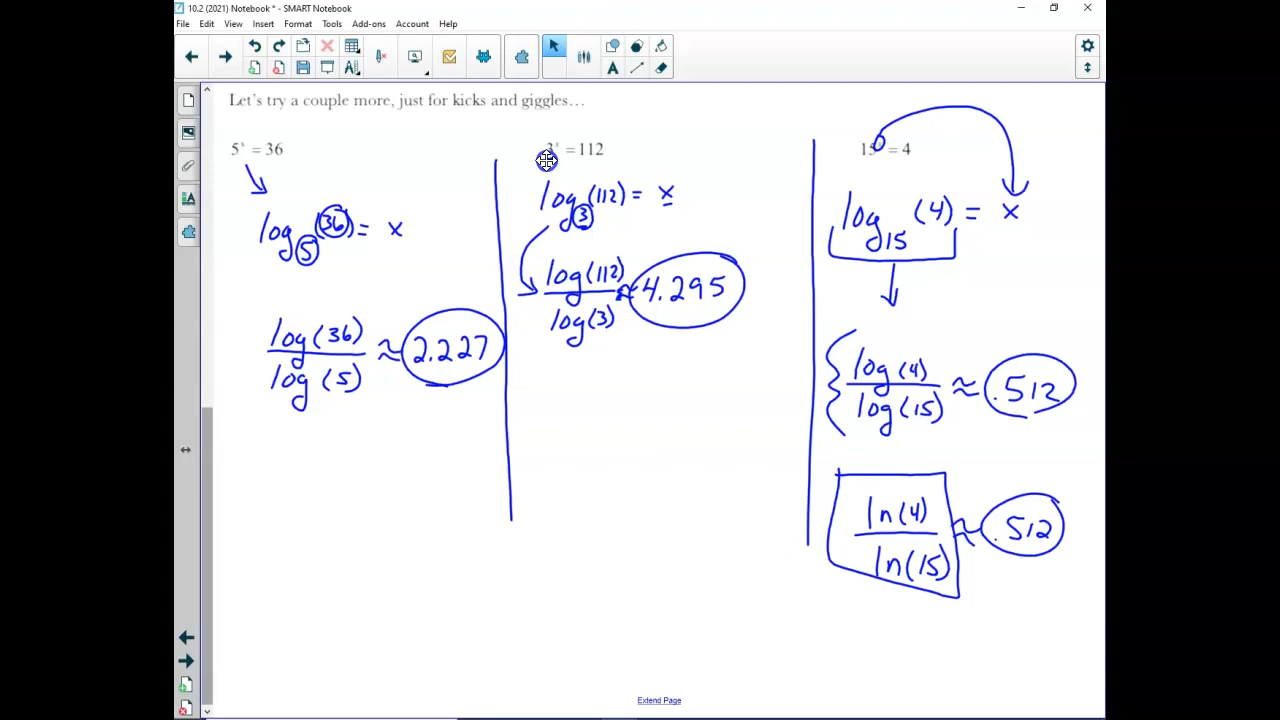 10.2 (2021) Notebook * - SMART Notebook
File Edit View Insert Format Tools Add-ons Account Help
Let's try a couple more, just for kicks and giggles…
5ˣ = 36
log₅(36) = x
log(36)
log(5)
≈ 2.227
3ˣ = 112
log₃(112) = x
log(112)
log(3)
≈ 4.295
15ˣ = 4
log₁₅(4) = x
log(4)
log(15)
≈ .512
ln(4)
ln(15)
≈ .512
Extend Page